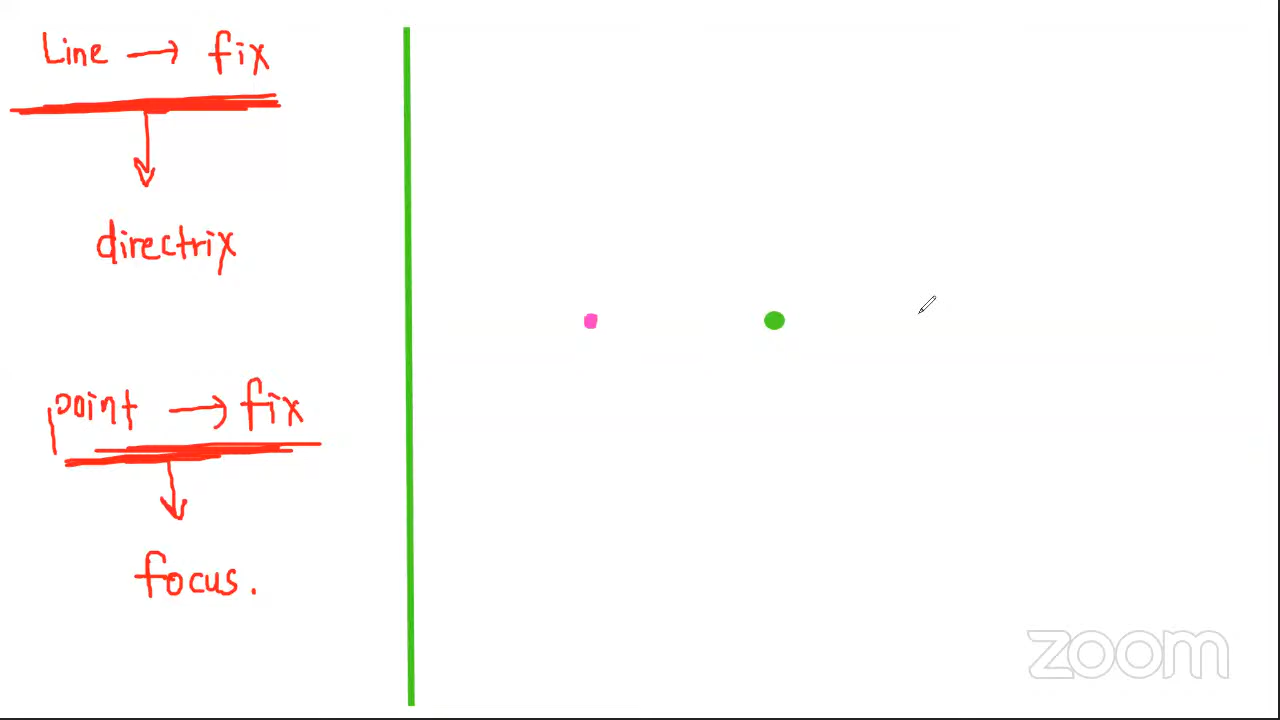 Line → fix
directrix
point → fix
focus.
zoom